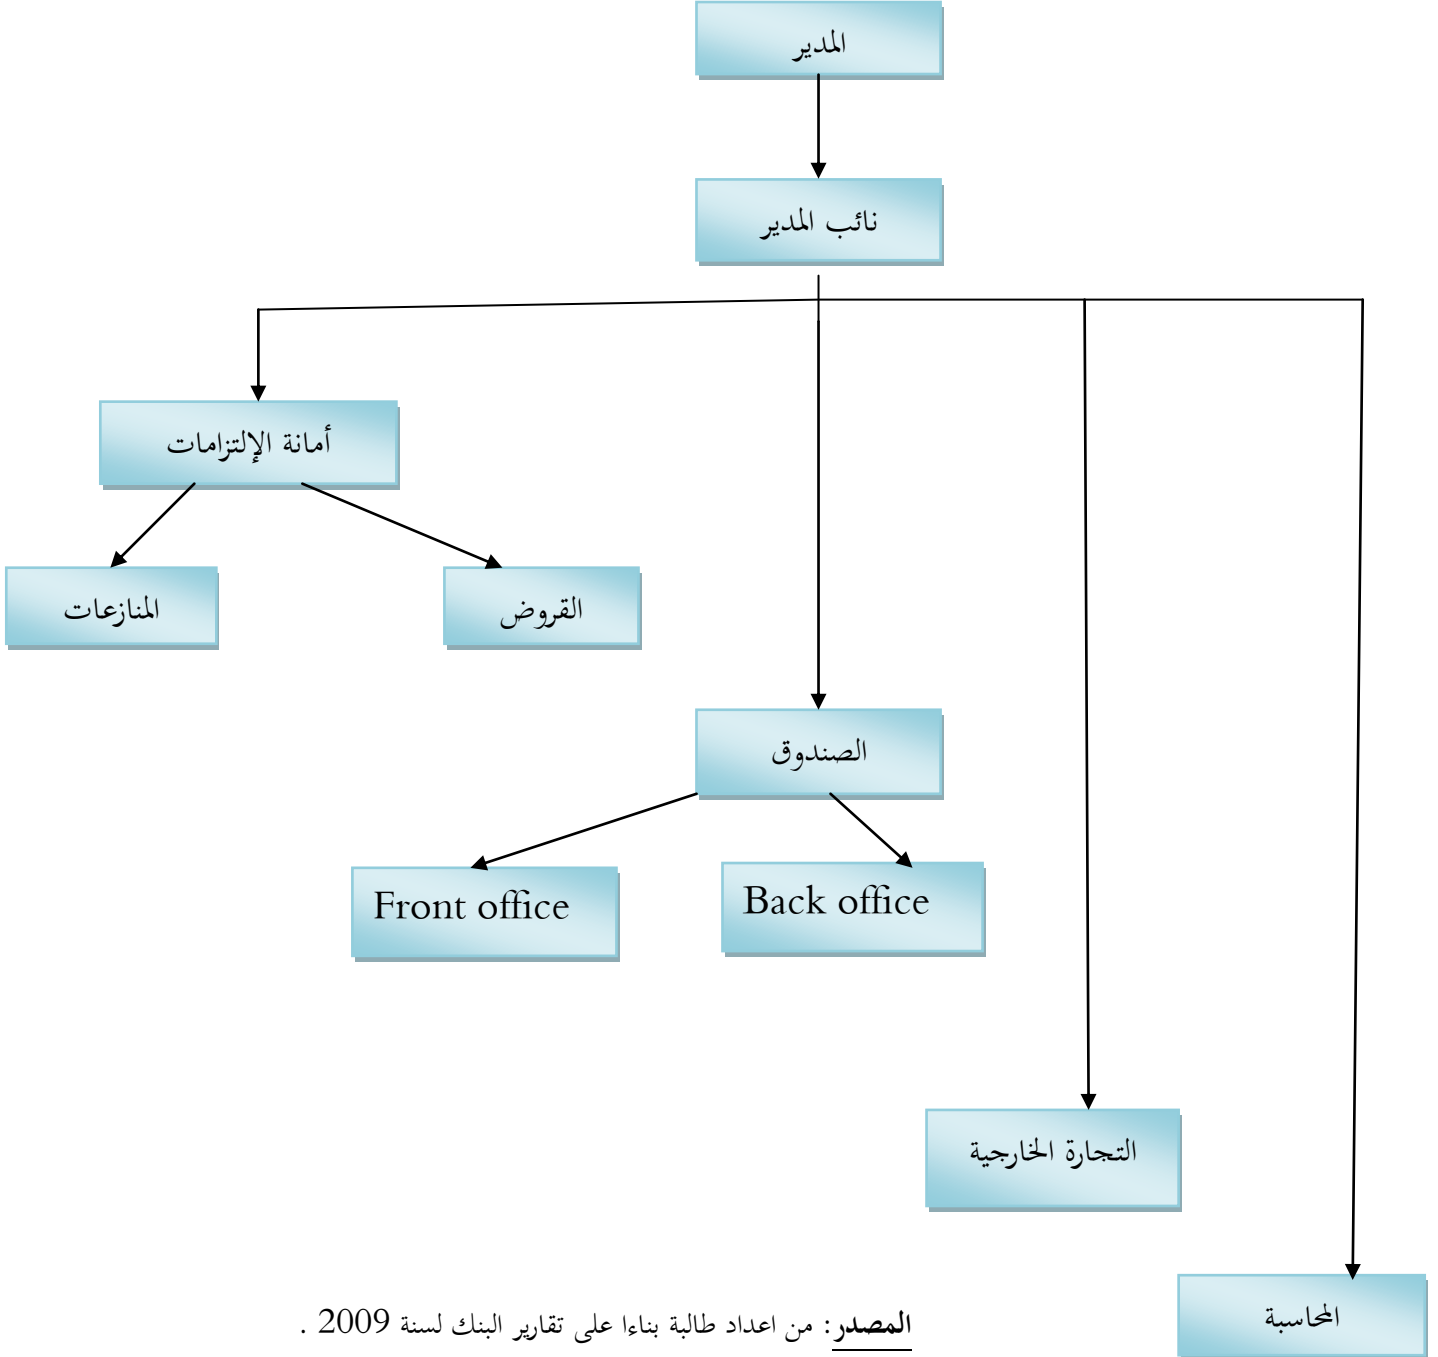 المدير
نائب المدير
أمانة الإلتزامات
القروض
المنازعات
الصندوق
Front office
Back office
التجارة الخارجية
المحاسبة
المصدر: من اعداد طالبة بناءا على تقارير البنك لسنة 2009 .